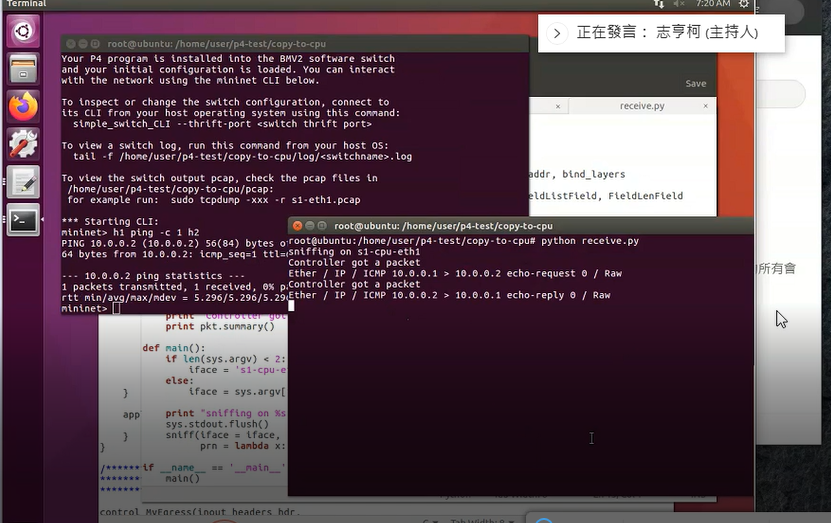 Terminal
7:20 AM
正在發言： 志亨柯 (主持人)
root@ubuntu: /home/user/p4-test/copy-to-cpu
Your P4 program is installed into the BMV2 software switch
and your initial configuration is loaded. You can interact
with the network using the mininet CLI below.
To inspect or change the switch configuration, connect to
its CLI from your host operating system using this command:
simple_switch_CLI --thrift-port <switch thrift port>
To view a switch log, run this command from your host OS:
tail -f /home/user/p4-test/copy-to-cpu/log/<switchname>.log
To view the switch output pcap, check the pcap files in
/home/user/p4-test/copy-to-cpu/pcap:
for example run:  sudo tcpdump -xxx -r s1-eth1.pcap
*** Starting CLI:
mininet> h1 ping -c 1 h2
PING 10.0.0.2 (10.0.0.2) 56(84) bytes o
64 bytes from 10.0.0.2: icmp_seq=1 ttl=
--- 10.0.0.2 ping statistics ---
1 packets transmitted, 1 received, 0% p
rtt min/avg/max/mdev = 5.296/5.296/5.29
mininet>
Save
receive.py
addr, bind_layers
eldListField, FieldLenField
root@ubuntu: /home/user/p4-test/copy-to-cpu
root@ubuntu:/home/user/p4-test/copy-to-cpu# python receive.py
sniffing on s1-cpu-eth1
Controller got a packet
Ether / IP / ICMP 10.0.0.1 > 10.0.0.2 echo-request 0 / Raw
Controller got a packet
Ether / IP / ICMP 10.0.0.2 > 10.0.0.1 echo-reply 0 / Raw
所有會
print "Controller got
print pkt.summary()
def main():
if len(sys.argv) < 2:
iface = 's1-cpu-e
else:
} iface = sys.argv[
app print "sniffing on %s
sys.stdout.flush()
} sniff(iface = iface,
} prn = lambda x:
/****** if __name__ == '__main__'
****** main()
******
control MyEgress(inout headers hdr,
C
Tab Width: 8